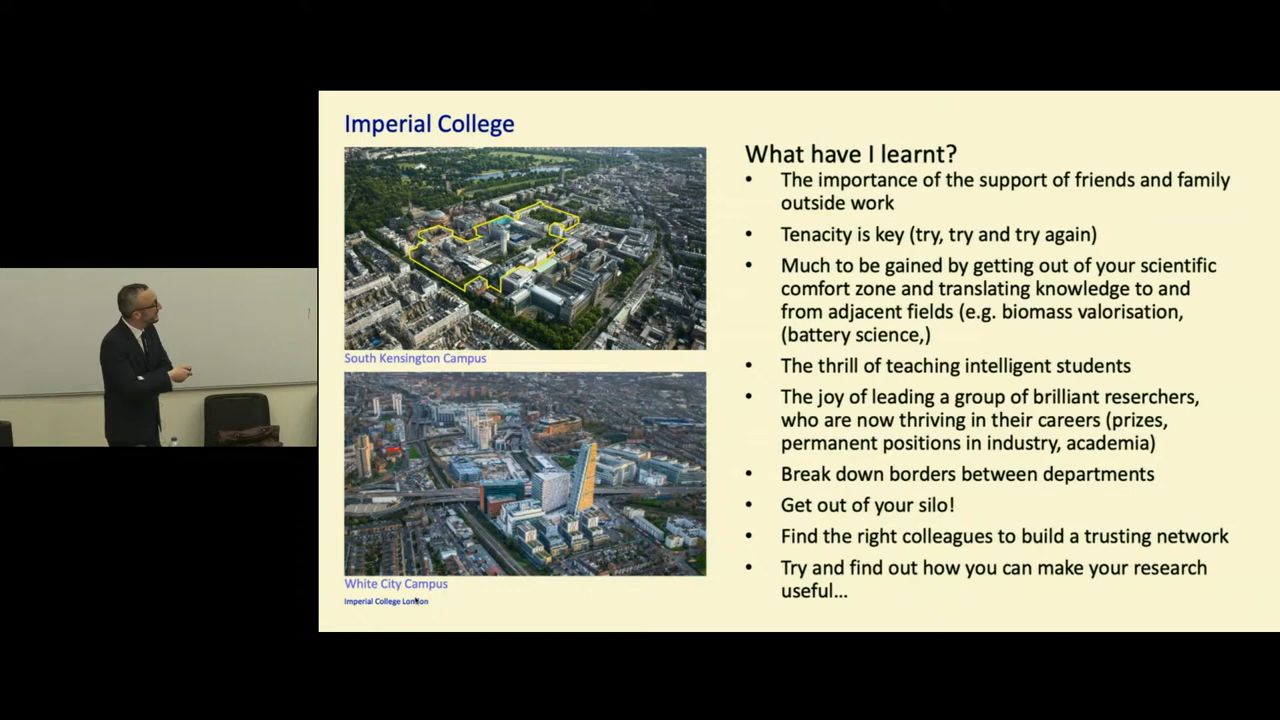 Imperial College
South Kensington Campus
White City Campus
Imperial College London
What have I learnt?
• The importance of the support of friends and family
outside work
• Tenacity is key (try, try and try again)
• Much to be gained by getting out of your scientific
comfort zone and translating knowledge to and
from adjacent fields (e.g. biomass valorisation,
(battery science,)
• The thrill of teaching intelligent students
• The joy of leading a group of brilliant reserchers,
who are now thriving in their careers (prizes,
permanent positions in industry, academia)
• Break down borders between departments
• Get out of your silo!
• Find the right colleagues to build a trusting network
• Try and find out how you can make your research
useful...